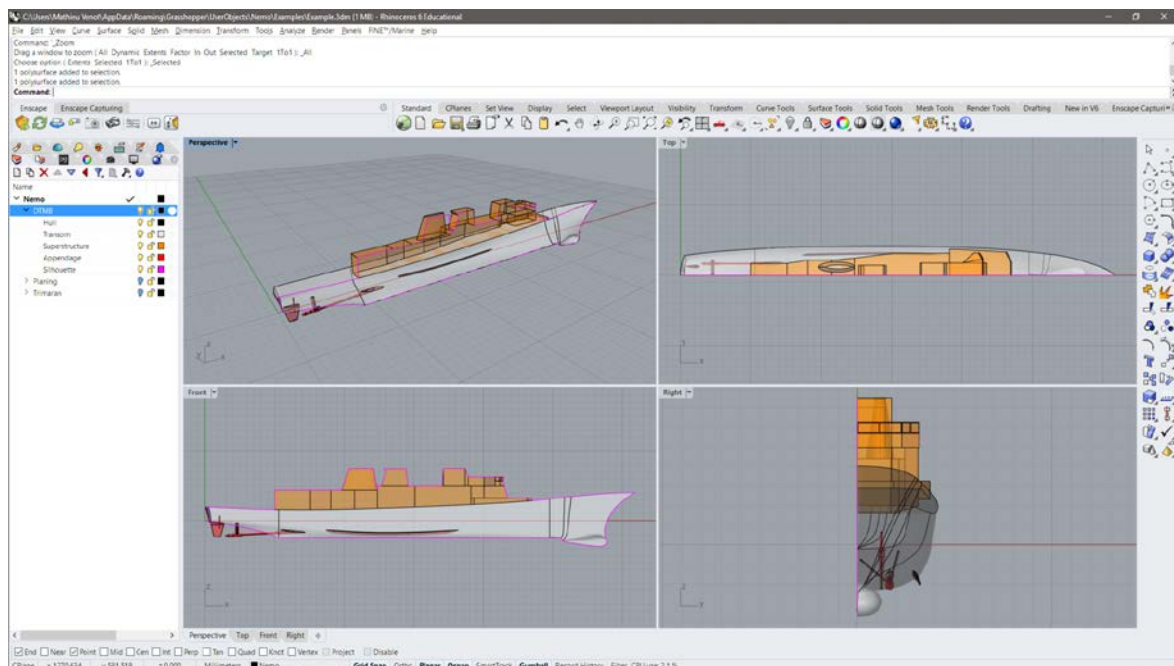 C:\Users\Mathieu Venot\AppData\Roaming\Grasshopper\UserObjects\Nemo\Examples\Example.3dm (1 MB) - Rhinoceros 6 Educational
File Edit View Curve Surface Solid Mesh Dimension Transform Tools Analyze Render Panels FINE™/Marine Help
Command: '_Zoom
Drag a window to zoom ( All Dynamic Extents Factor In Out Selected Target 1To1 ): _All
Choose option ( Extents Selected 1To1 ): _Selected
1 polysurface added to selection.
1 polysurface added to selection.
Command:
Enscape Enscape Capturing
Standard CPlanes Set View Display Select Viewport Layout Visibility Transform Curve Tools Surface Tools Solid Tools Mesh Tools Render Tools Drafting New in V6 Enscape Capturi
Perspective
Top
Name
Nemo
DTMB
Hull
Transom
Superstructure
Appendage
Silhouette
Planing
Trimaran
z
y x
y
x
Front
Right
z
x
z
y
Perspective Top Front Right
End Near Point Mid Cen Int Perp Tan Quad Knot Vertex Project Disable
CPlane Millimeters Nemo Grid Snap Ortho Planar Osnap SmartTrack Gumball Record History Filter